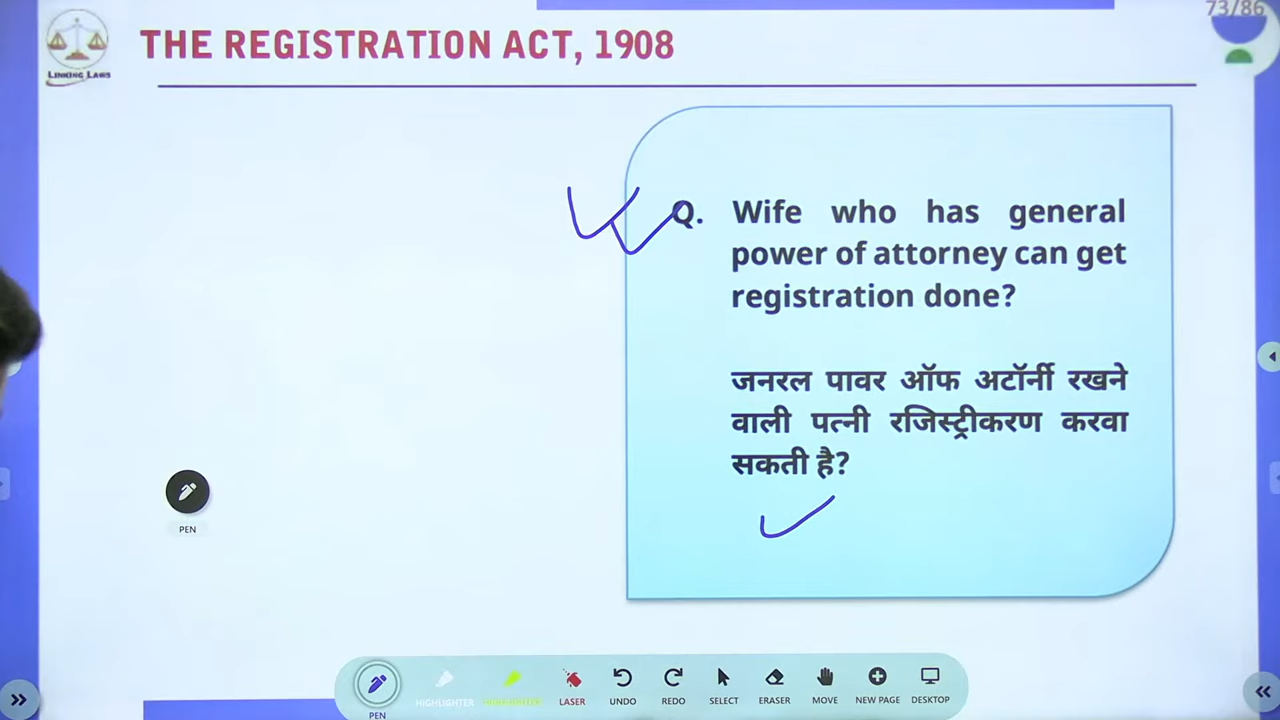 73/86
LINKING LAWS
THE REGISTRATION ACT, 1908
Q. Wife who has general
power of attorney can get
registration done?
जनरल पावर ऑफ अटॉर्नी रखने
वाली पत्नी रजिस्ट्रीकरण करवा
सकती है?
PEN
PEN
HIGHLIGHTER
LASER
UNDO
REDO
SELECT
ERASER
MOVE
NEW PAGE
DESKTOP